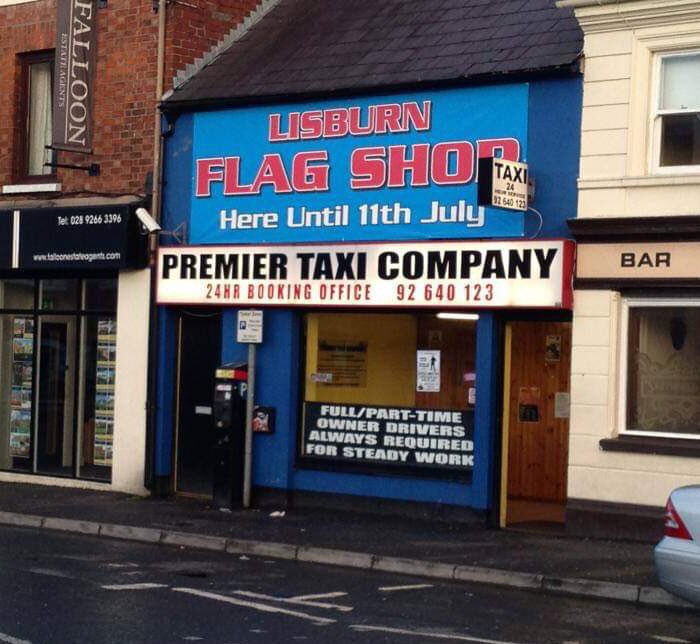 FALLOON
ESTATE AGENTS
Tel: 028 9266 3396
www.falloonestateagents.com
LISBURN
FLAG SHOP
Here Until 11th July
TAXI
24
HOUR SERVICE
92 640 123
PREMIER TAXI COMPANY
24HR BOOKING OFFICE 92 640 123
BAR
P
FULL/PART-TIME
OWNER DRIVERS
ALWAYS REQUIRED
FOR STEADY WORK